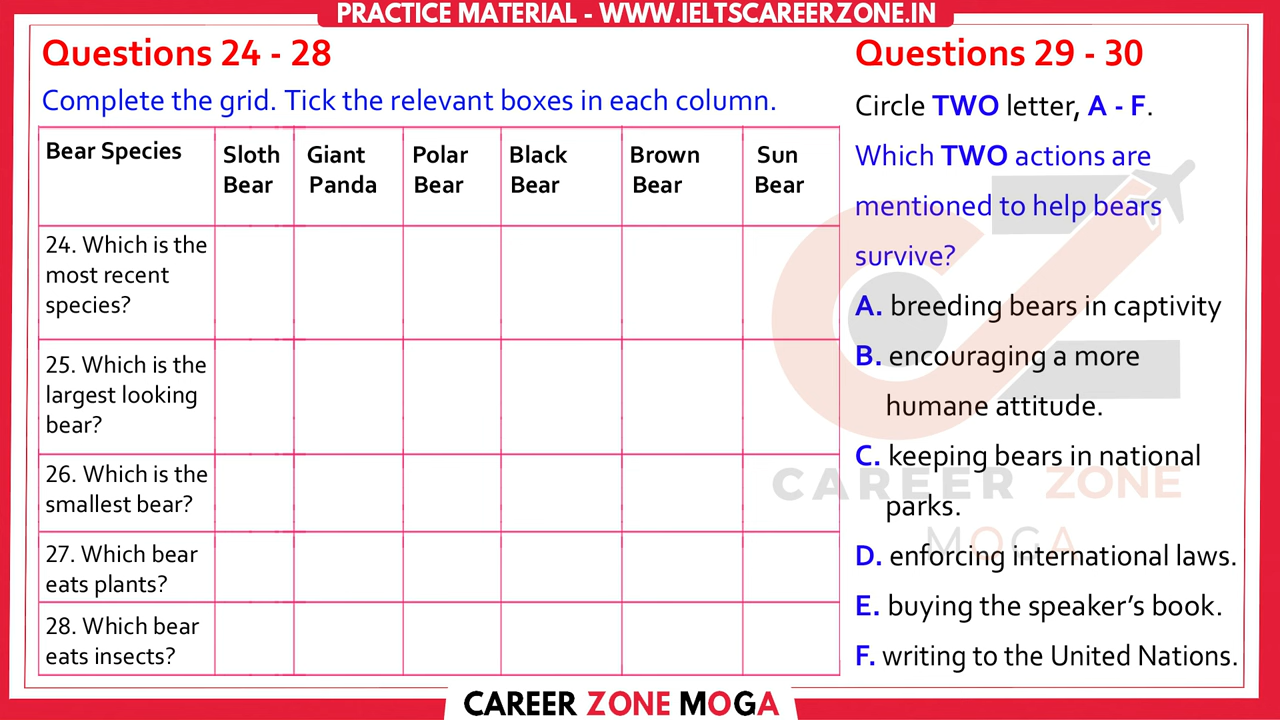 PRACTICE MATERIAL - WWW.IELTSCAREERZONE.IN
Questions 24 - 28
Complete the grid. Tick the relevant boxes in each column.
Bear Species
Sloth
Bear
Giant
Panda
Polar
Bear
Black
Bear
Brown
Bear
Sun
Bear
24. Which is the
most recent
species?
25. Which is the
largest looking
bear?
26. Which is the
smallest bear?
27. Which bear
eats plants?
28. Which bear
eats insects?
Questions 29 - 30
Circle TWO letter, A - F.
Which TWO actions are
mentioned to help bears
survive?
A. breeding bears in captivity
B. encouraging a more
humane attitude.
C. keeping bears in national
parks.
D. enforcing international laws.
E. buying the speaker's book.
F. writing to the United Nations.
CAREER ZONE
MOGA
CAREER ZONE MOGA